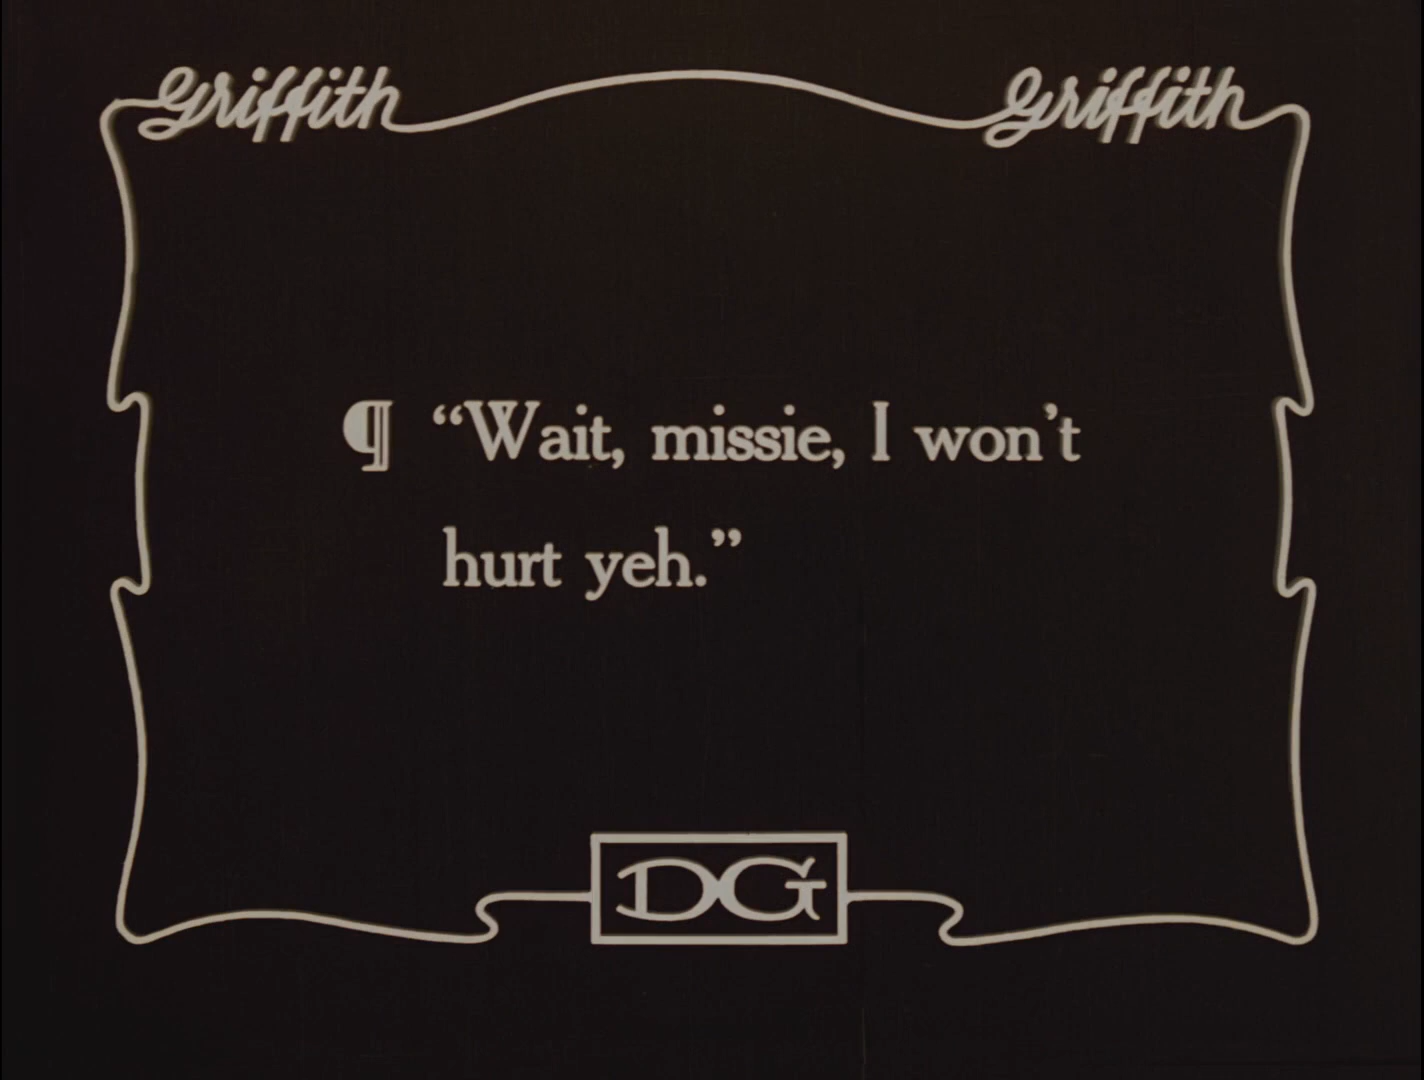 Griffith Griffith
¶ “Wait, missie, I won't
hurt yeh.”
DG